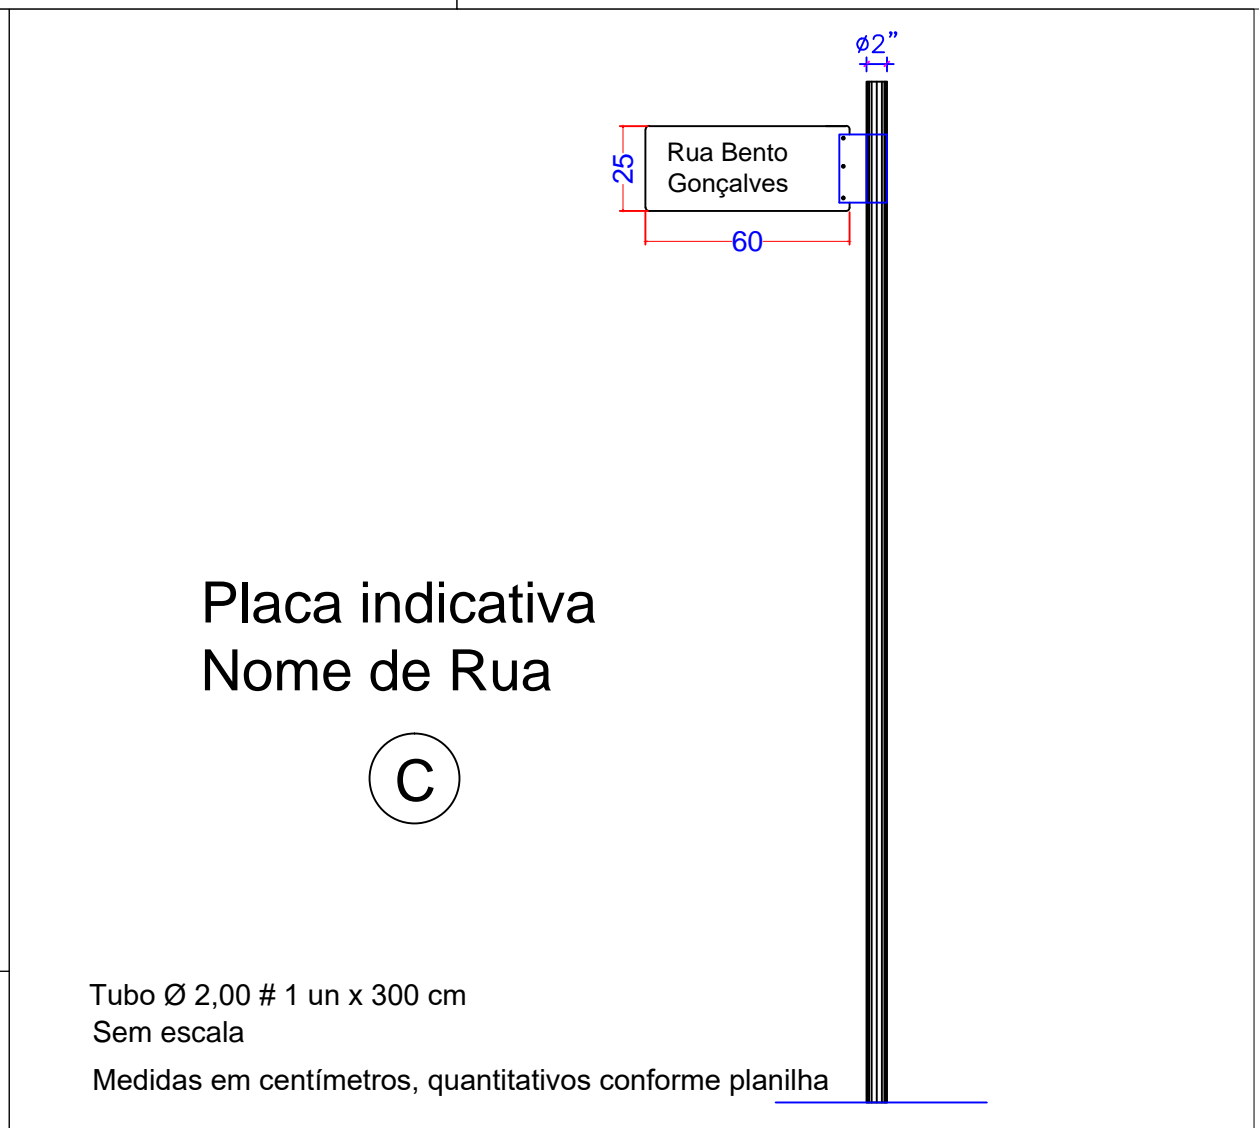 ø2”
Rua Bento
Gonçalves
25
60
Placa indicativa
Nome de Rua
C
Tubo Ø 2,00 # 1 un x 300 cm
Sem escala
Medidas em centímetros, quantitativos conforme planilha